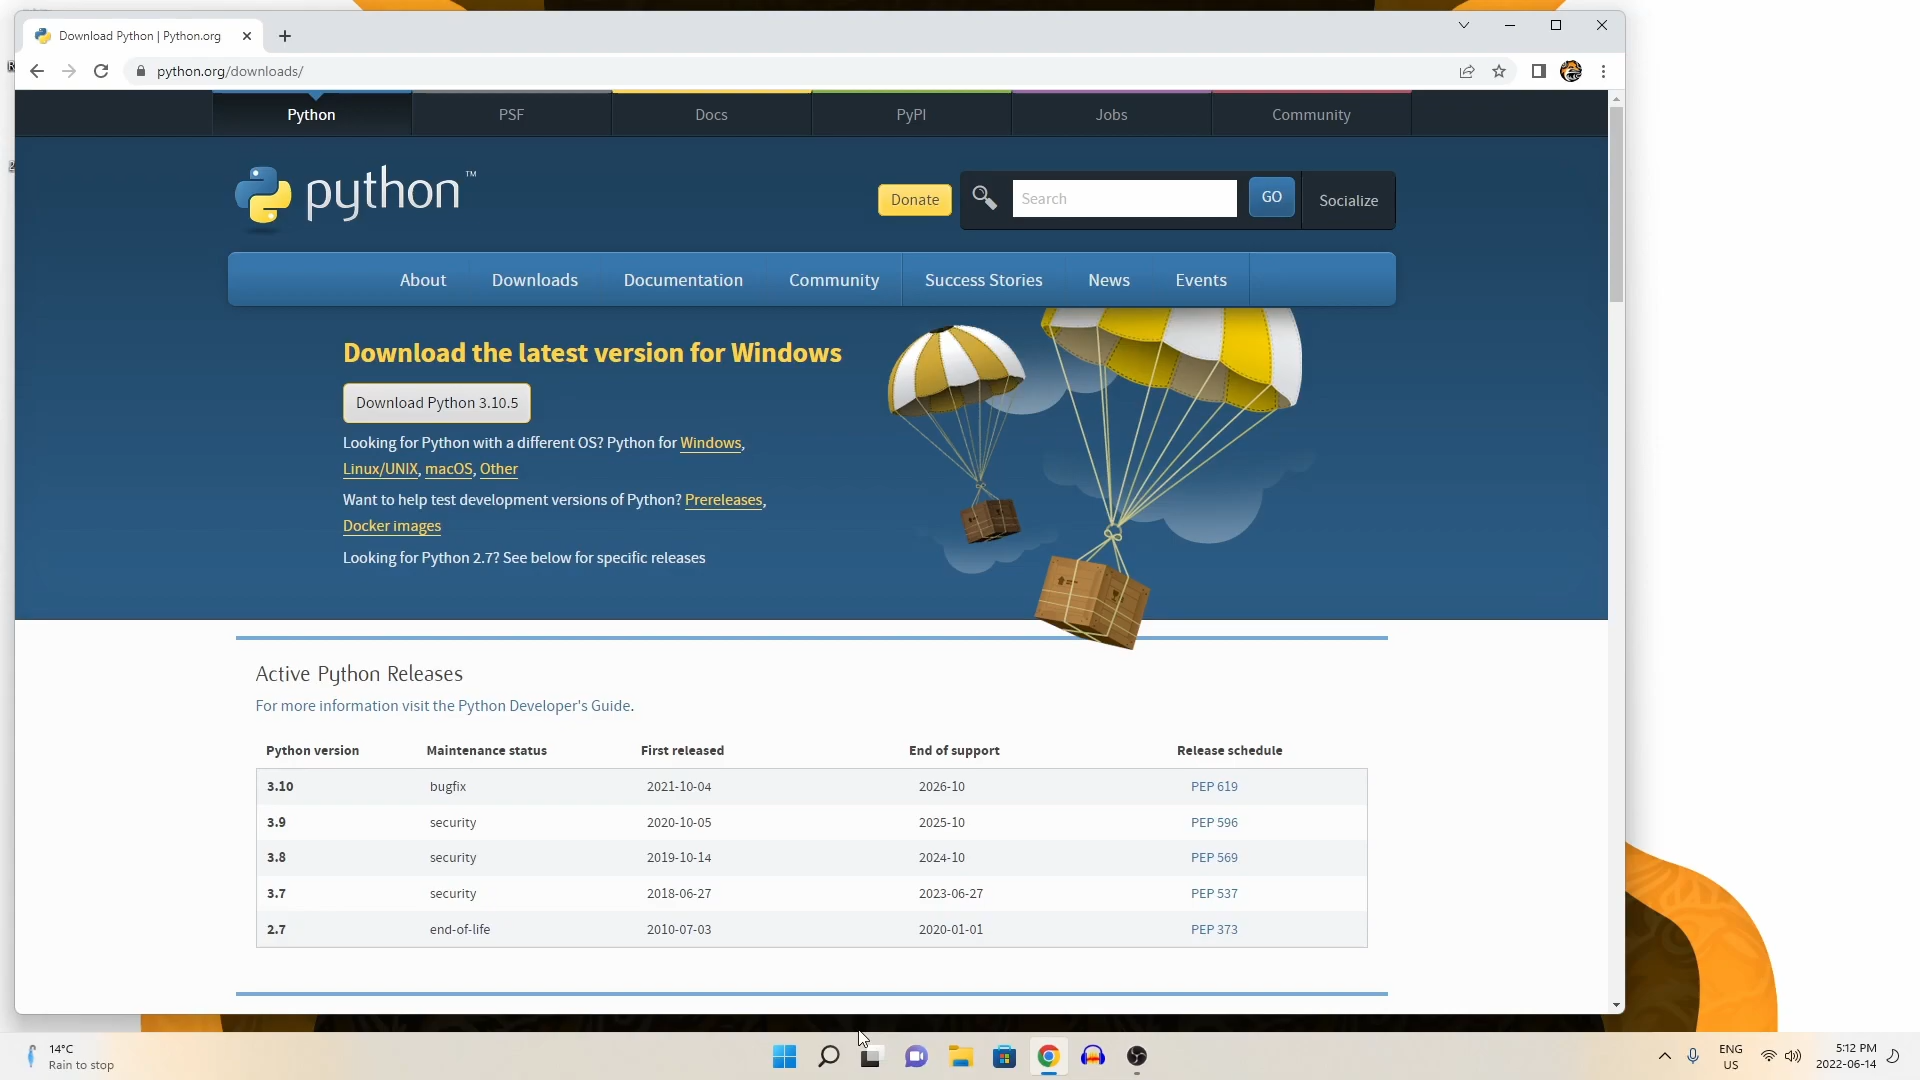 Download Python | Python.org
python.org/downloads/
Python PSF Docs PyPI Jobs Community
python™
Donate Search GO Socialize
About Downloads Documentation Community Success Stories News Events
Download the latest version for Windows
Download Python 3.10.5
Looking for Python with a different OS? Python for Windows,
Linux/UNIX, macOS, Other
Want to help test development versions of Python? Prereleases,
Docker images
Looking for Python 2.7? See below for specific releases
Active Python Releases
For more information visit the Python Developer's Guide.
Python version Maintenance status First released End of support Release schedule
3.10 bugfix 2021-10-04 2026-10 PEP 619
3.9 security 2020-10-05 2025-10 PEP 596
3.8 security 2019-10-14 2024-10 PEP 569
3.7 security 2018-06-27 2023-06-27 PEP 537
2.7 end-of-life 2010-07-03 2020-01-01 PEP 373
14°C
Rain to stop
ENG
US
5:12 PM
2022-06-14